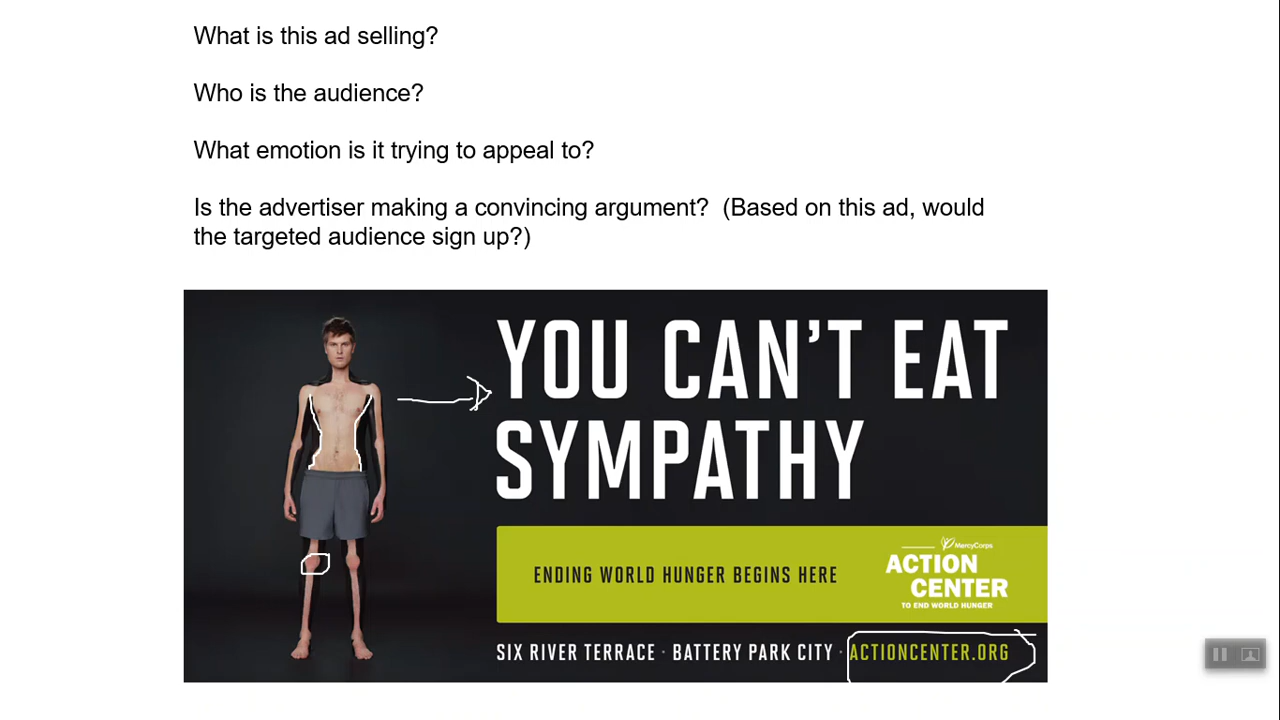 What is this ad selling?
Who is the audience?
What emotion is it trying to appeal to?
Is the advertiser making a convincing argument?  (Based on this ad, would
the targeted audience sign up?)
YOU CAN'T EAT
SYMPATHY
ENDING WORLD HUNGER BEGINS HERE
MercyCorps
ACTION
CENTER
TO END WORLD HUNGER
SIX RIVER TERRACE · BATTERY PARK CITY · ACTIONCENTER.ORG